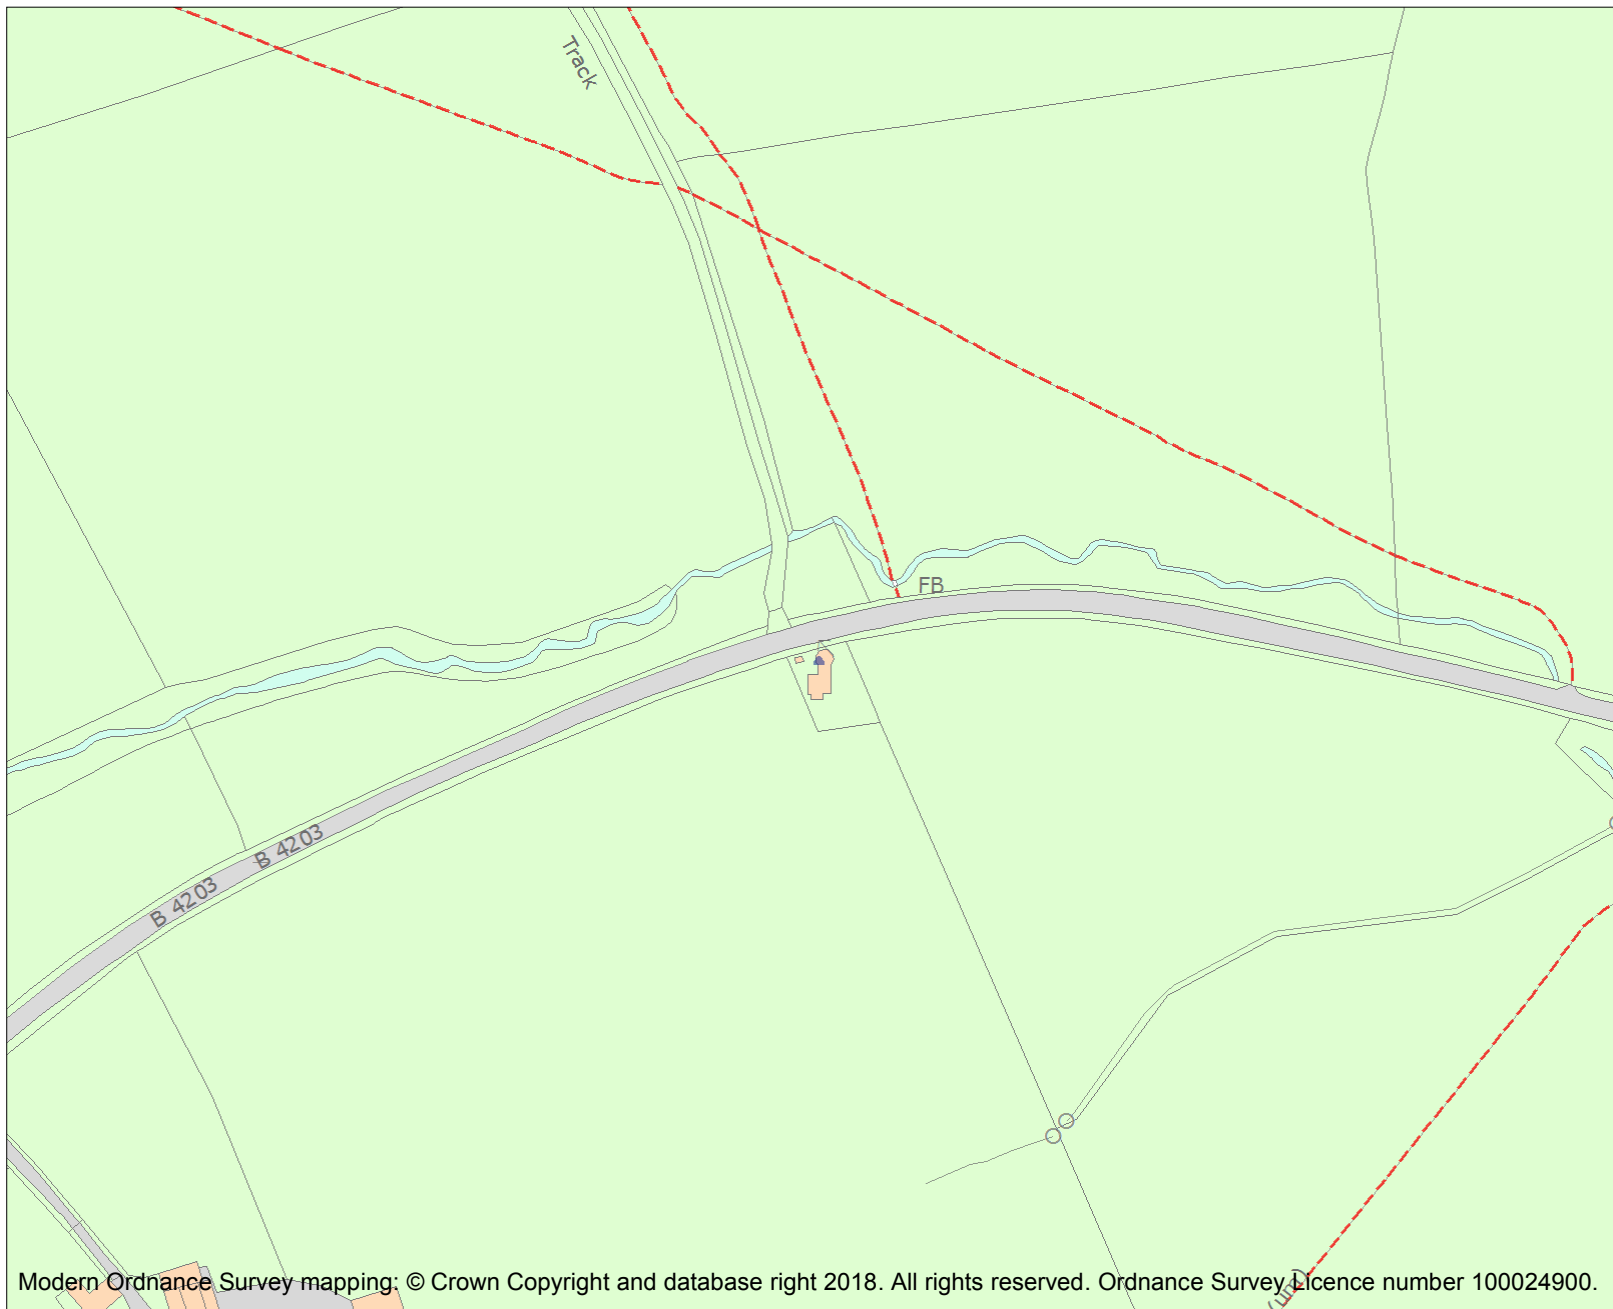 Track
FB
B 4203
B 4203
(um)
Modern Ordnance Survey mapping: © Crown Copyright and database right 2018. All rights reserved. Ordnance Survey Licence number 100024900.